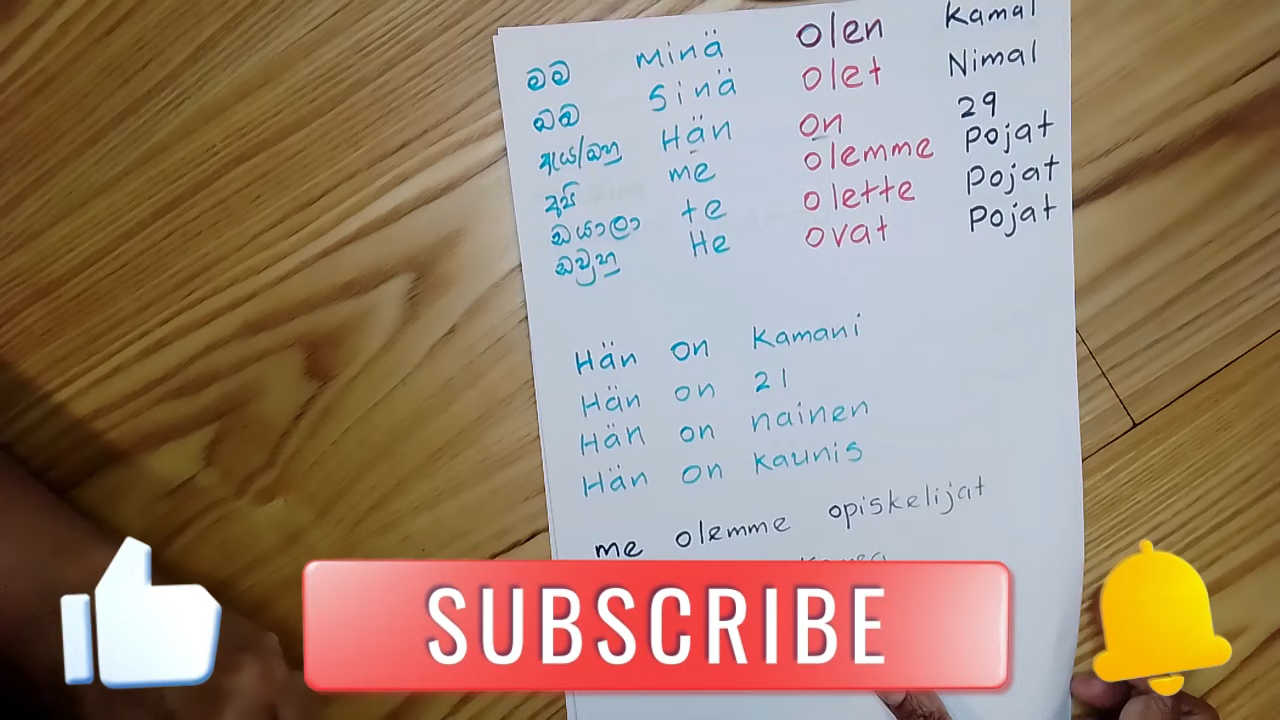 මම minä olen Kamal
ඔබ sinä olet Nimal
ඇය/ඔහු Hän on 29
අපි me olemme pojat
ඔයාලා te olette pojat
ඔවුහු He ovat pojat
Hän on Kamani
Hän on 21
Hän on nainen
Hän on kaunis
me olemme opiskelijat
SUBSCRIBE